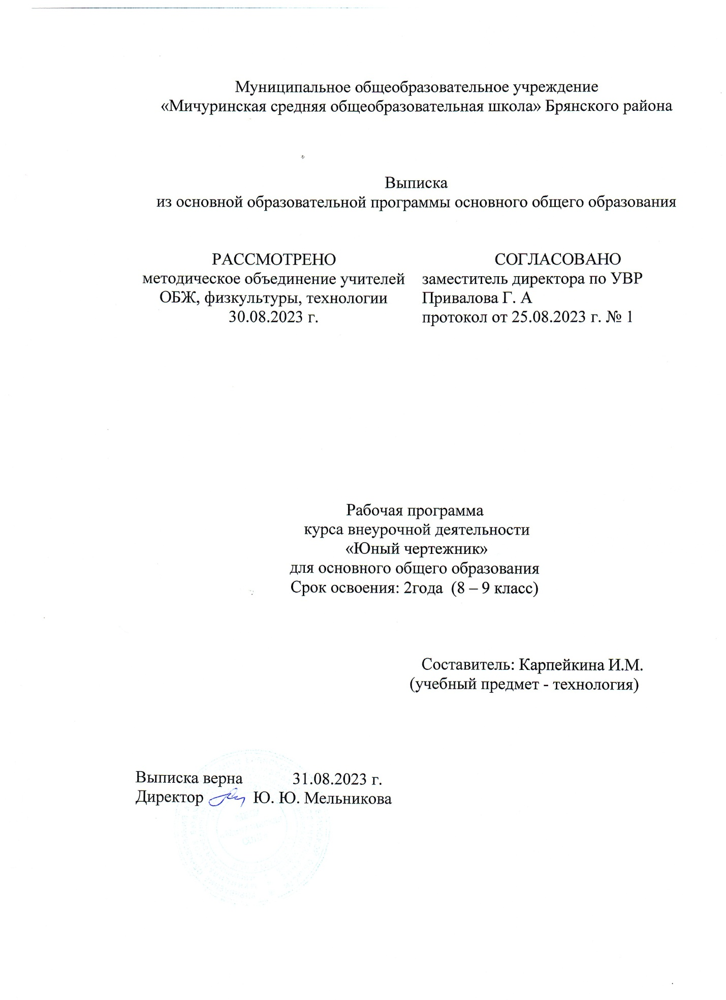 Муниципальное общеобразовательное учреждение
«Мичуринская средняя общеобразовательная школа» Брянского района
Выписка
из основной образовательной программы основного общего образования
РАССМОТРЕНО
методическое объединение учителей
ОБЖ, физкультуры, технологии
30.08.2023 г.
СОГЛАСОВАНО
заместитель директора по УВР
Привалова Г. А
протокол от 25.08.2023 г. № 1
Рабочая программа
курса внеурочной деятельности
«Юный чертежник»
для основного общего образования
Срок освоения: 2года (8 – 9 класс)
Составитель: Карпейкина И.М.
(учебный предмет - технология)
Выписка верна 31.08.2023 г.
Директор Ю. Ю. Мельникова